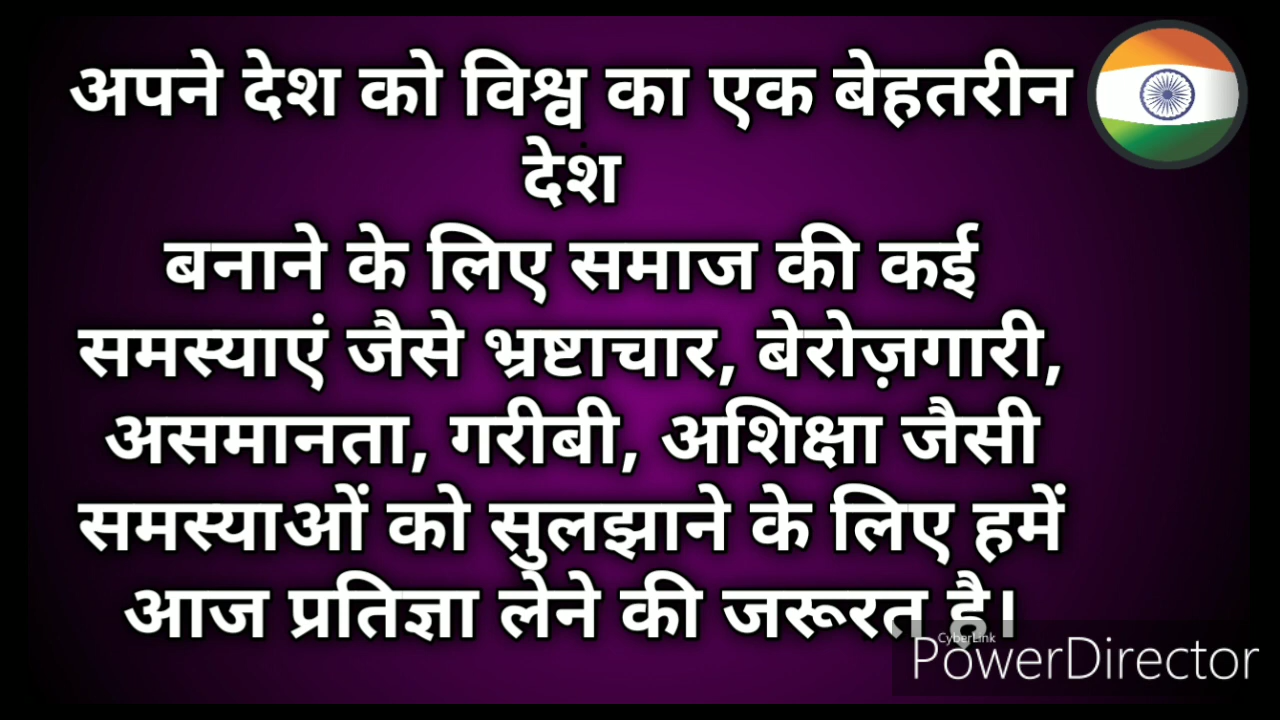 अपने देश को विश्व का एक बेहतरीन
देश
बनाने के लिए समाज की कई
समस्याएं जैसे भ्रष्टाचार, बेरोज़गारी,
असमानता, गरीबी, अशिक्षा जैसी
समस्याओं को सुलझाने के लिए हमें
आज प्रतिज्ञा लेने की जरूरत है।
CyberLink
PowerDirector